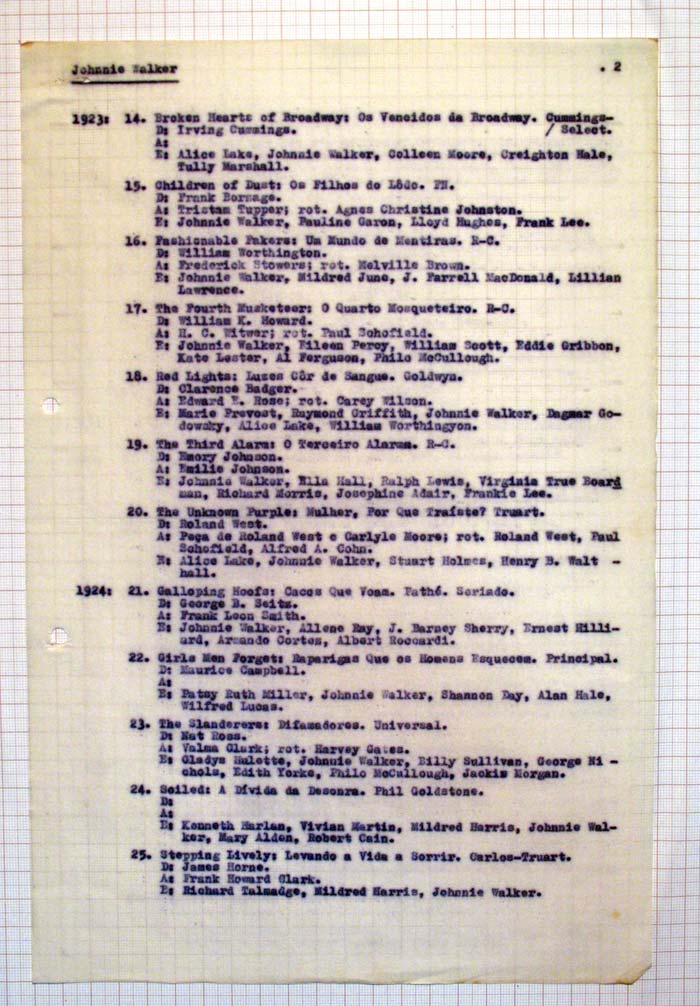 Johnnie Walker . 2
1923: 14. Broken Hearts of Broadway: Os Vencidos da Broadway. Cummings-
D: Irving Cummings. / Select.
A:
E: Alice Lake, Johnnie Walker, Colleen Moore, Creighton Hale,
Tully Marshall.
15. Children of Dust: Os Filhos do Lôdo. FN.
D: Frank Borzage.
A: Tristam Tupper; rot. Agnes Christine Johnston.
E: Johnnie Walker, Pauline Garon, Lloyd Hughes, Frank Lee.
16. Fashionable Fakers: Um Mundo de Mentiras. R-C.
D: William Worthington.
A: Frederick Stowers; rot. Melville Brown.
E: Johnnie Walker, Mildred June, J. Farrell MacDonald, Lillian
Lawrence.
17. The Fourth Musketeer: O Quarto Mosqueteiro. R-C.
D: William K. Howard.
A: H. C. Witwer; rot. Paul Schofield.
E: Johnnie Walker, Eileen Percy, William Scott, Eddie Gribbon,
Kate Lester, Al Ferguson, Philo McCullough.
18. Red Lights: Luzes Côr de Sangue. Goldwyn.
D: Clarence Badger.
A: Edward E. Rose; rot. Carey Wilson.
E: Marie Prevost, Raymond Griffith, Johnnie Walker, Dagmar Go-
dowsky, Alice Lake, William Worthingyon.
19. The Third Alarm: O Terceiro Alarma. R-C.
D: Emory Johnson.
A: Emilie Johnson.
E: Johnnie Walker, Ella Hall, Ralph Lewis, Virginia True Board
man, Richard Morris, Josephine Adair, Frankie Lee.
20. The Unknown Purple: Mulher, Por Que Traíste? Truart.
D: Roland West.
A: Peça de Roland West e Carlyle Moore; rot. Roland West, Paul
Schofield, Alfred A. Cohn.
E: Alice Lake, Johnnie Walker, Stuart Holmes, Henry B. Walt -
hall.
1924: 21. Galloping Hoofs: Cacos Que Voam. Pathé. Seriado.
D: George B. Seitz.
A: Frank Leon Smith.
E: Johnnie Walker, Allene Ray, J. Barney Sherry, Ernest Hilli-
ard, Armando Cortes, Albert Roccardi.
22. Girls Men Forget: Raparigas Que os Homens Esquecem. Principal.
D: Maurice Campbell.
A:
E: Patsy Ruth Miller, Johnnie Walker, Shannon Day, Alan Hale,
Wilfred Lucas.
23. The Slanderers: Difamadores. Universal.
D: Nat Ross.
A: Valma Clark; rot. Harvey Gates.
E: Gladys Hulette, Johnnie Walker, Billy Sullivan, George Ni -
chols, Edith Yorke, Philo McCullough, Jackie Morgan.
24. Soiled: A Dívida da Desonra. Phil Goldstone.
D:
A:
E: Kenneth Harlan, Vivian Martin, Mildred Harris, Johnnie Wal-
ker, Mary Alden, Robert Cain.
25. Stepping Lively: Levando a Vida a Sorrir. Carlos-Truart.
D: James Horne.
A: Frank Howard Clark.
E: Richard Talmadge, Mildred Harris, Johnnie Walker.